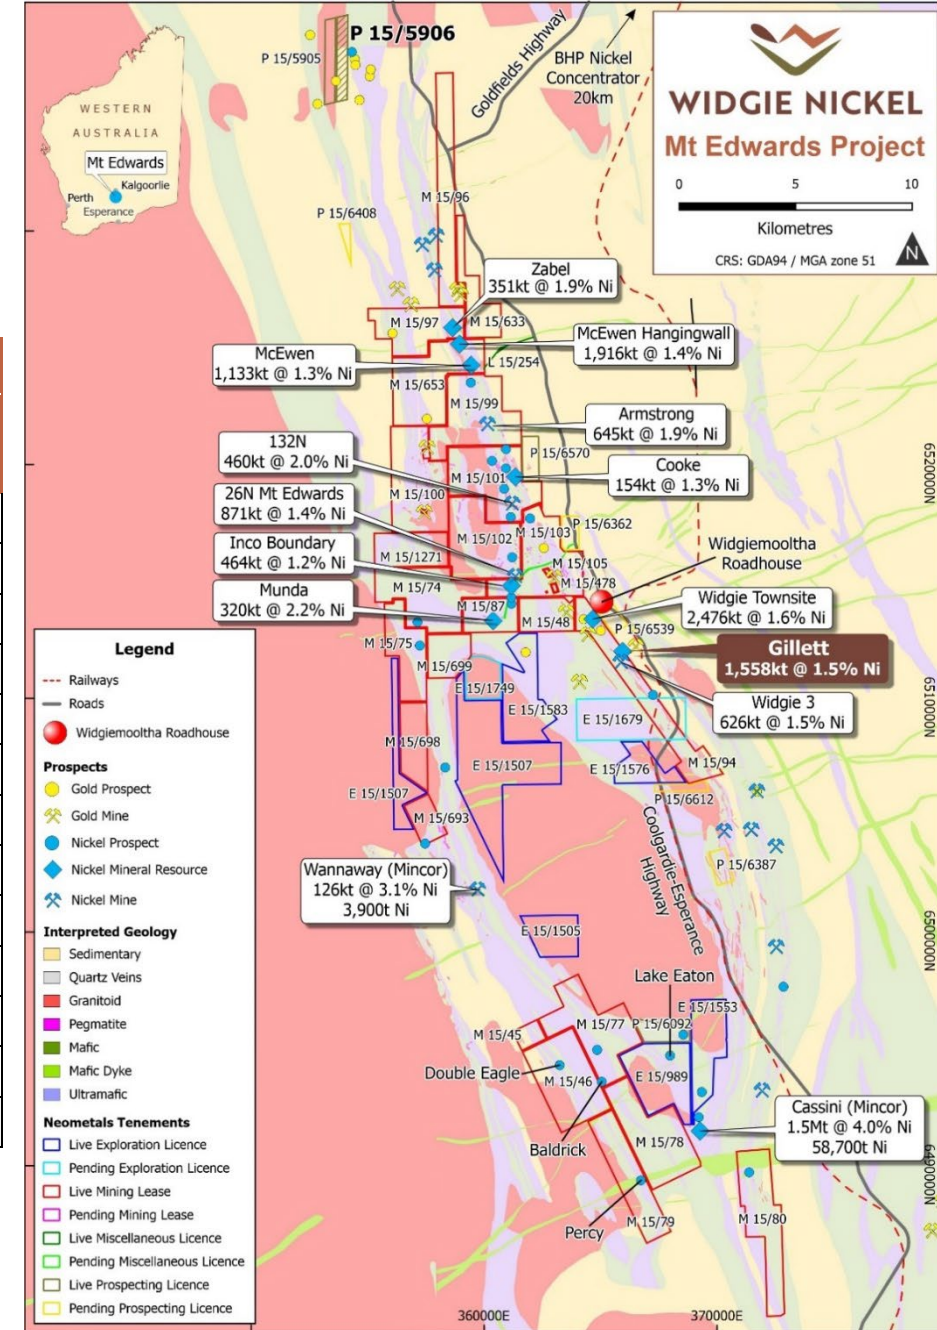 P 15/5906
P 15/5905
Goldfields Highway
BHP Nickel
Concentrator
20km
WIDGIE NICKEL
Mt Edwards Project
0 5 10
Kilometres
CRS: GDA94 / MGA zone 51
N
WESTERN
AUSTRALIA
Mt Edwards
Kalgoorlie
Perth
Esperance
P 15/6408
M 15/96
Zabel
351kt @ 1.9% Ni
M 15/97
M 15/633
McEwen Hangingwall
1,916kt @ 1.4% Ni
McEwen
1,133kt @ 1.3% Ni
L 15/254
M 15/653
M 15/99
Armstrong
645kt @ 1.9% Ni
132N
460kt @ 2.0% Ni
P 15/6570
6520000N
M 15/101
Cooke
154kt @ 1.3% Ni
26N Mt Edwards
871kt @ 1.4% Ni
M 15/100
M 15/102
M 15/103
P 15/6362
Inco Boundary
464kt @ 1.2% Ni
M 15/1271
M 15/105
Widgiemooltha
Roadhouse
M 15/74
M 15/478
Munda
320kt @ 2.2% Ni
M 15/87
M 15/48
Widgie Townsite
2,476kt @ 1.6% Ni
P 15/6539
M 15/75
Gillett
1,558kt @ 1.5% Ni
M 15/699
E 15/1749
E 15/1583
E 15/1679
Widgie 3
626kt @ 1.5% Ni
6510000N
M 15/698
E 15/1507
E 15/1576
M 15/94
E 15/1507
P 15/6612
M 15/693
Coolgardie-Esperance
Highway
P 15/6387
Wannaway (Mincor)
126kt @ 3.1% Ni
3,900t Ni
E 15/1505
6500000N
Lake Eaton
E 15/1553
M 15/45
M 15/77
P 15/6092
Double Eagle
M 15/46
E 15/989
Cassini (Mincor)
1.5Mt @ 4.0% Ni
58,700t Ni
Baldrick
M 15/78
6490000N
Percy
M 15/79
M 15/80
360000E
370000E
Legend
Railways
Roads
Widgiemooltha Roadhouse
Prospects
Gold Prospect
Gold Mine
Nickel Prospect
Nickel Mineral Resource
Nickel Mine
Interpreted Geology
Sedimentary
Quartz Veins
Granitoid
Pegmatite
Mafic
Mafic Dyke
Ultramafic
Neometals Tenements
Live Exploration Licence
Pending Exploration Licence
Live Mining Lease
Pending Mining Lease
Live Miscellaneous Licence
Pending Miscellaneous Licence
Live Prospecting Licence
Pending Prospecting Licence